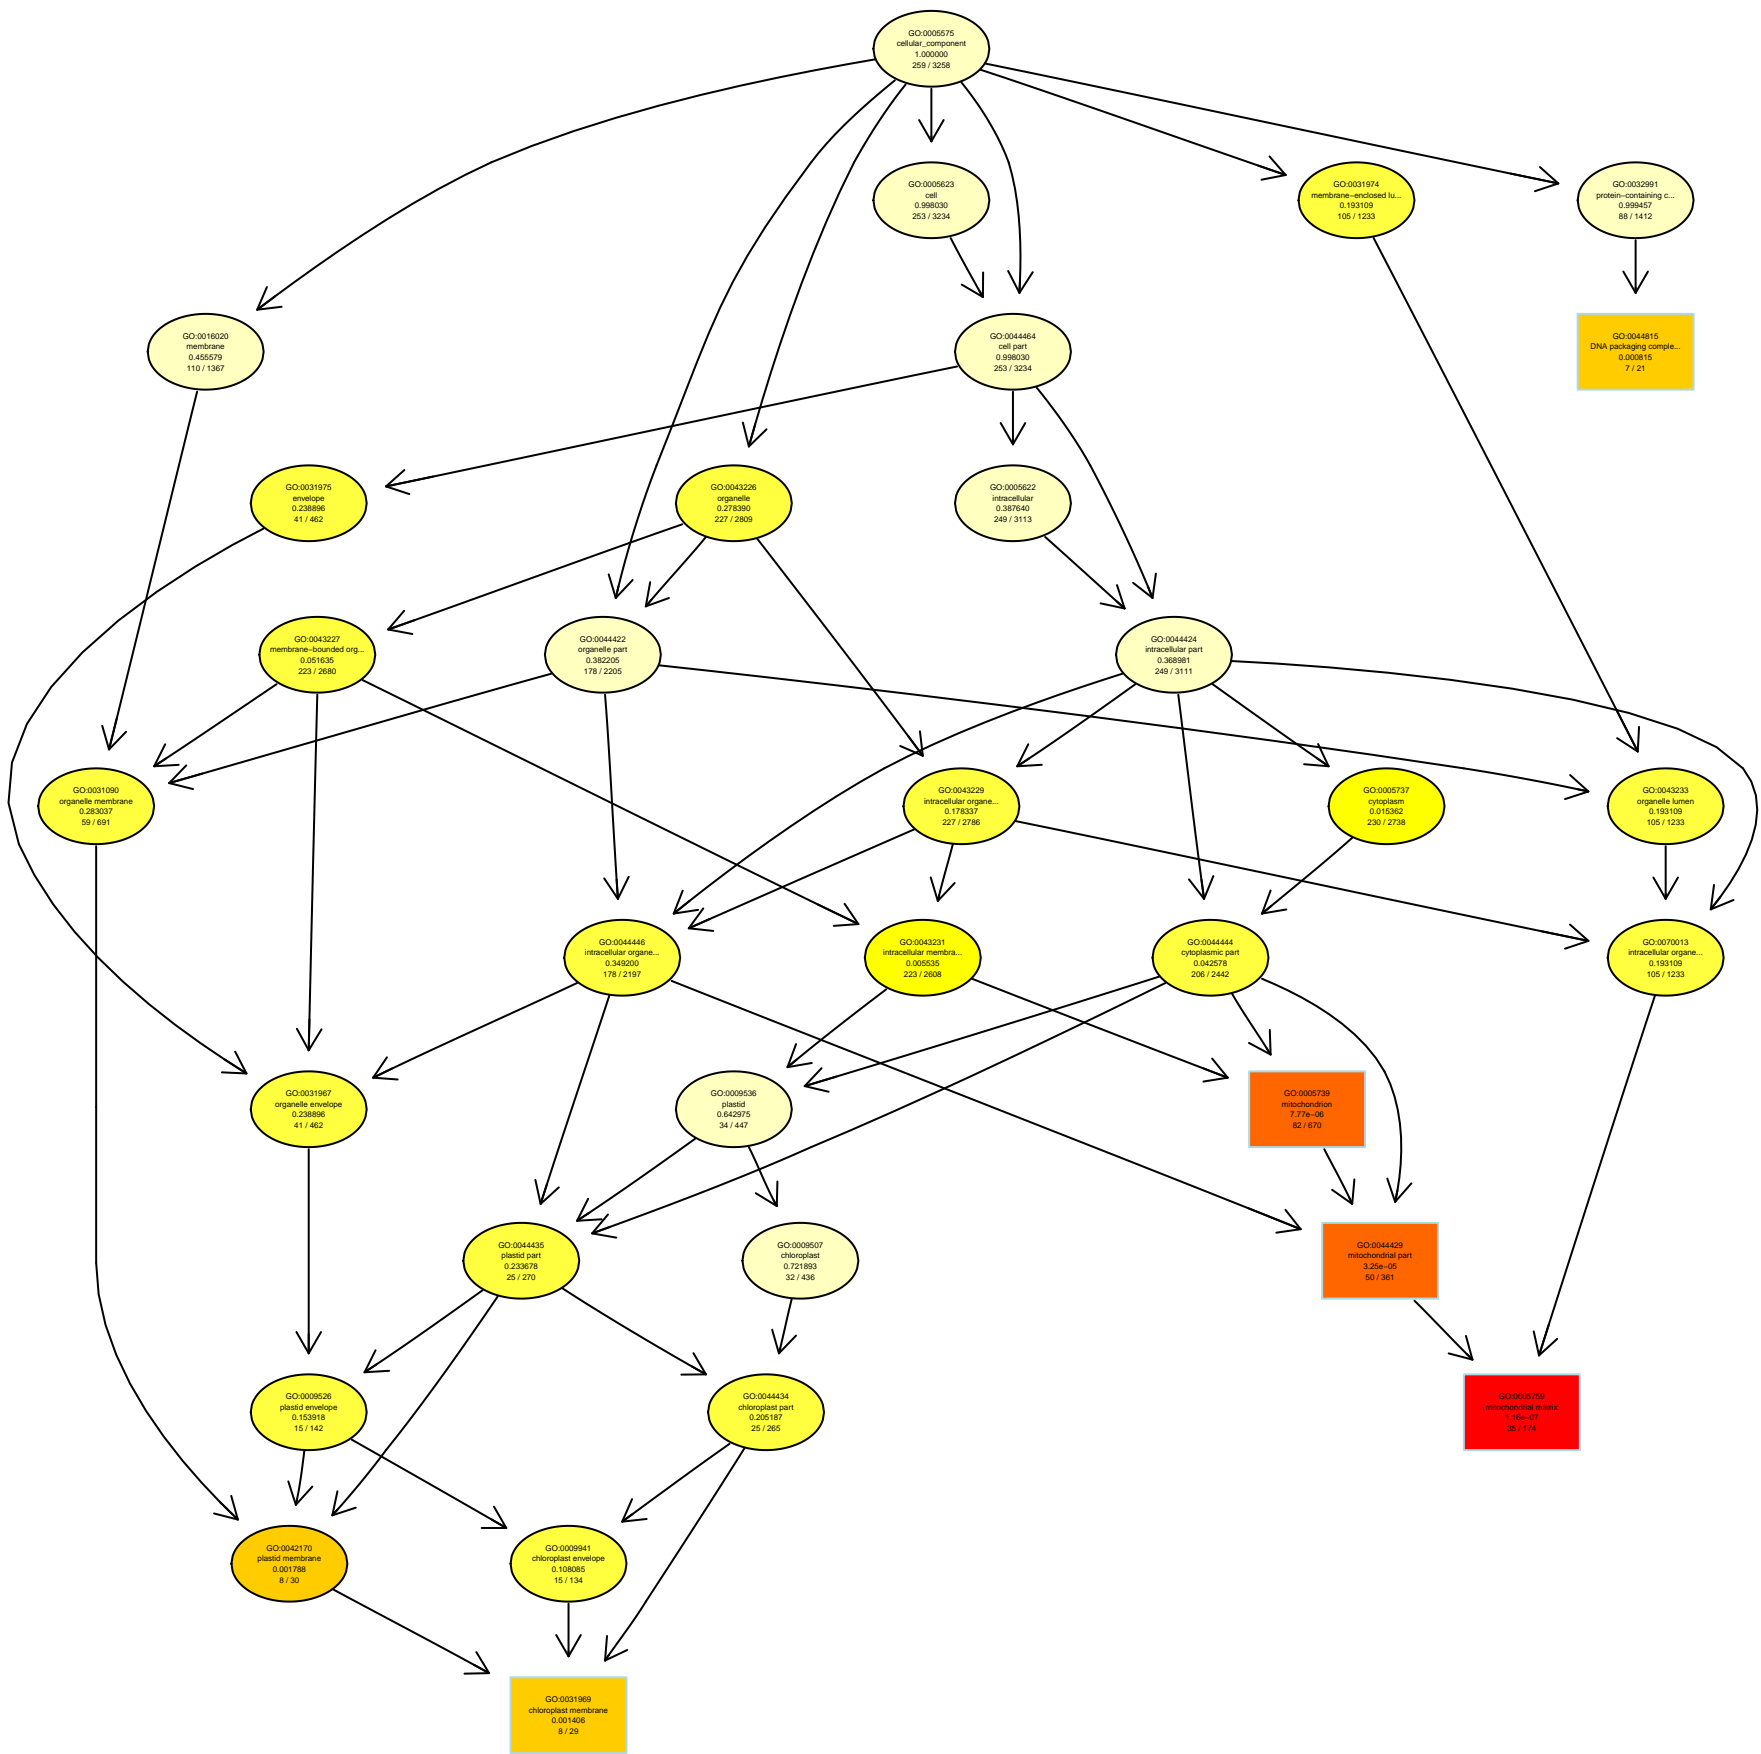 GO:0005575
cellular_component
1.000000
259 / 3258
GO:0005623
cell
0.998030
253 / 3234
GO:0031974
membrane−enclosed lu...
0.193109
105 / 1233
GO:0032991
protein−containing c...
0.999457
88 / 1412
GO:0016020
membrane
0.455579
110 / 1367
GO:0044464
cell part
0.998030
253 / 3234
GO:0044815
DNA packaging comple...
0.000815
7 / 21
GO:0031975
envelope
0.238896
41 / 462
GO:0043226
organelle
0.278390
227 / 2809
GO:0005622
intracellular
0.387640
249 / 3113
GO:0043227
membrane−bounded org...
0.051635
223 / 2680
GO:0044422
organelle part
0.382205
178 / 2205
GO:0044424
intracellular part
0.368981
249 / 3111
GO:0031090
organelle membrane
0.283037
59 / 691
GO:0043229
intracellular organe...
0.178337
227 / 2786
GO:0005737
cytoplasm
0.015362
230 / 2738
GO:0043233
organelle lumen
0.193109
105 / 1233
GO:0044446
intracellular organe...
0.349200
178 / 2197
GO:0043231
intracellular membra...
0.005535
223 / 2608
GO:0044444
cytoplasmic part
0.042578
206 / 2442
GO:0070013
intracellular organe...
0.193109
105 / 1233
GO:0031967
organelle envelope
0.238896
41 / 462
GO:0009536
plastid
0.642975
34 / 447
GO:0005739
mitochondrion
7.77e−06
82 / 670
GO:0044435
plastid part
0.233678
25 / 270
GO:0009507
chloroplast
0.721893
32 / 436
GO:0044429
mitochondrial part
3.25e−05
50 / 361
GO:0009526
plastid envelope
0.153918
15 / 142
GO:0044434
chloroplast part
0.205187
25 / 265
GO:0005759
mitochondrial matrix
1.16e−07
35 / 174
GO:0042170
plastid membrane
0.001788
8 / 30
GO:0009941
chloroplast envelope
0.108085
15 / 134
GO:0031969
chloroplast membrane
0.001406
8 / 29